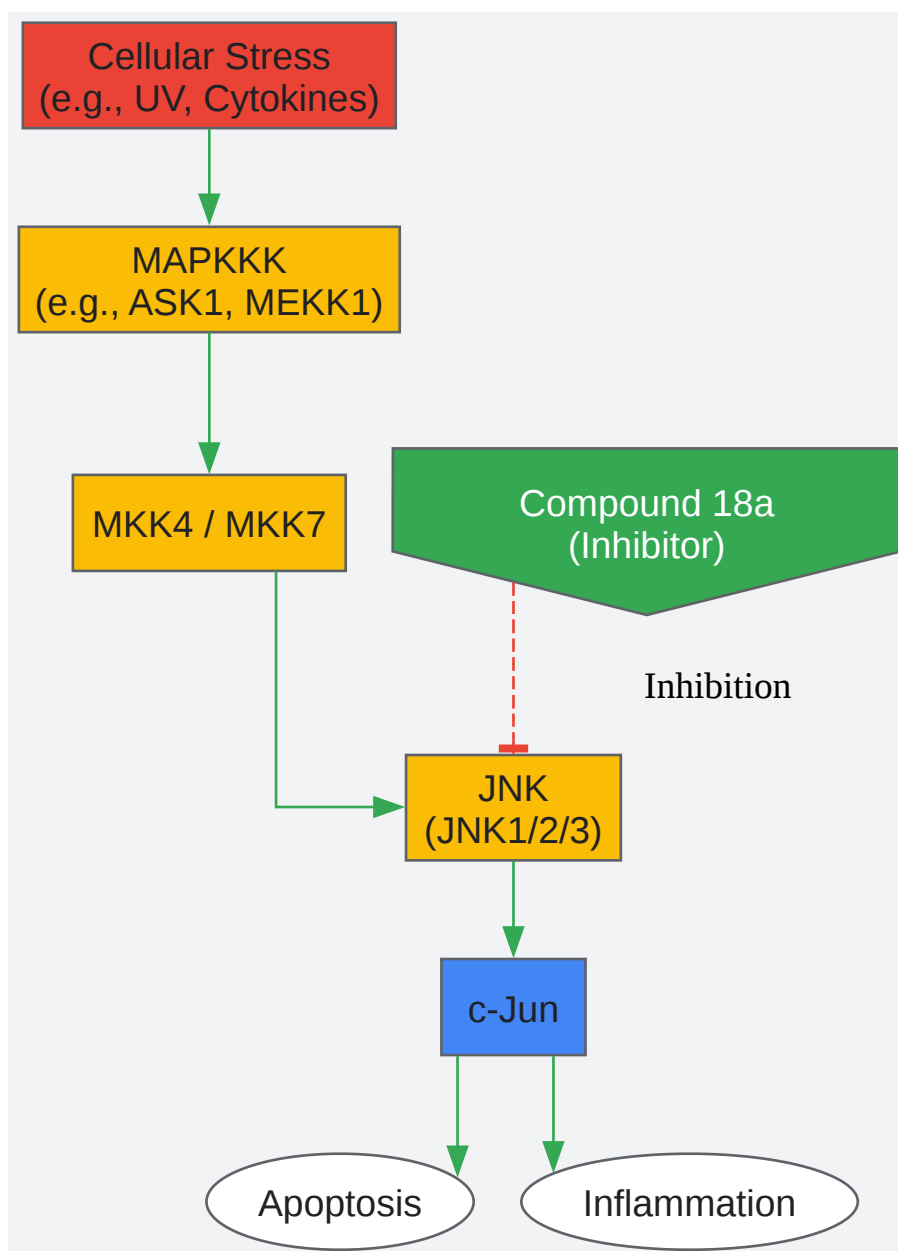 Cellular Stress
(e.g., UV, Cytokines)
MAPKKK
(e.g., ASK1, MEKK1)
MKK4 / MKK7
Compound 18a
(Inhibitor)
Inhibition
JNK
(JNK1/2/3)
c-Jun
Apoptosis
Inflammation